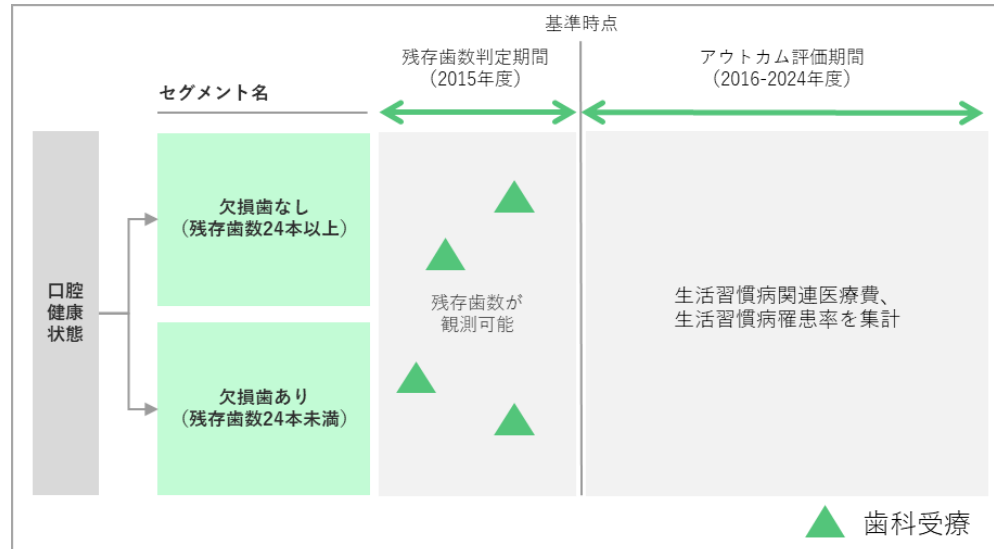 基準時点
残存歯数判定期間
（2015年度）
アウトカム評価期間
（2016-2024年度）
セグメント名
口腔
健康
状態
欠損歯なし
（残存歯数24本以上）
欠損歯あり
（残存歯数24本未満）
残存歯数が
観測可能
生活習慣病関連医療費、
生活習慣病罹患率を集計
歯科受療